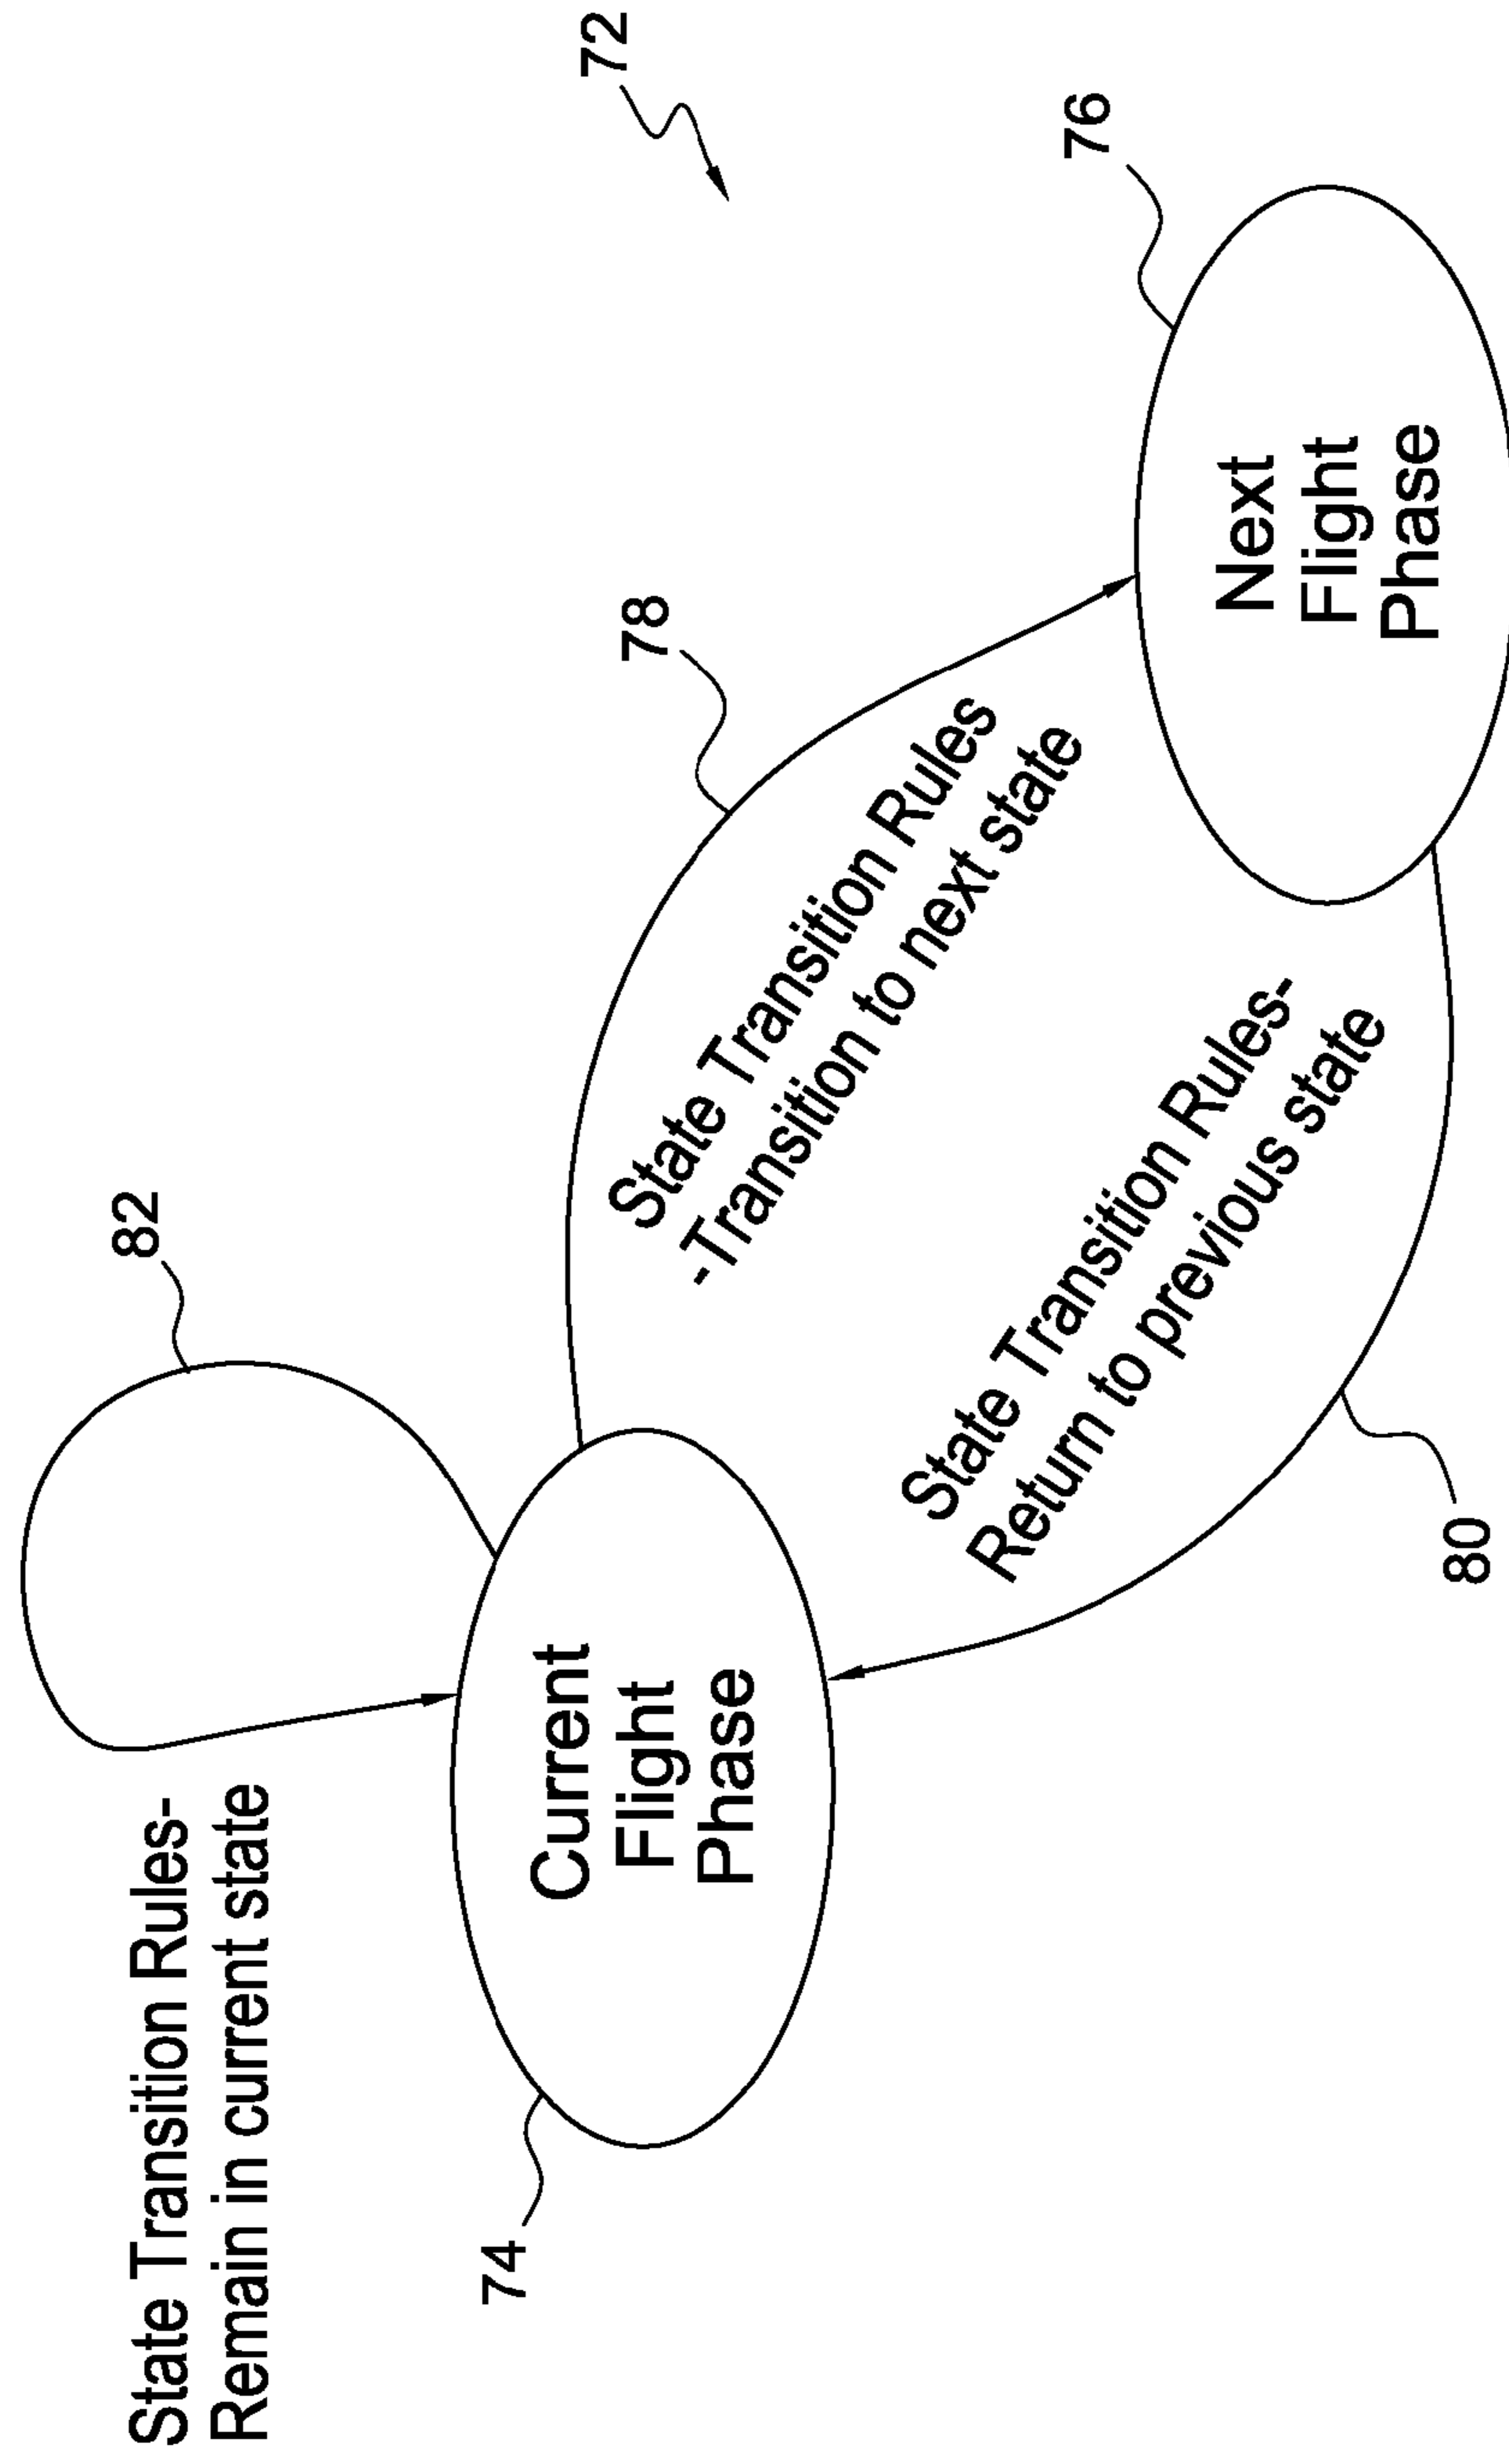 State Transition Rules-
Remain in current state
82
72
74
Current
Flight
Phase
78
State Transition Rules
-Transition to next state
76
Next
Flight
Phase
State Transition Rules-
Return to previous state
80